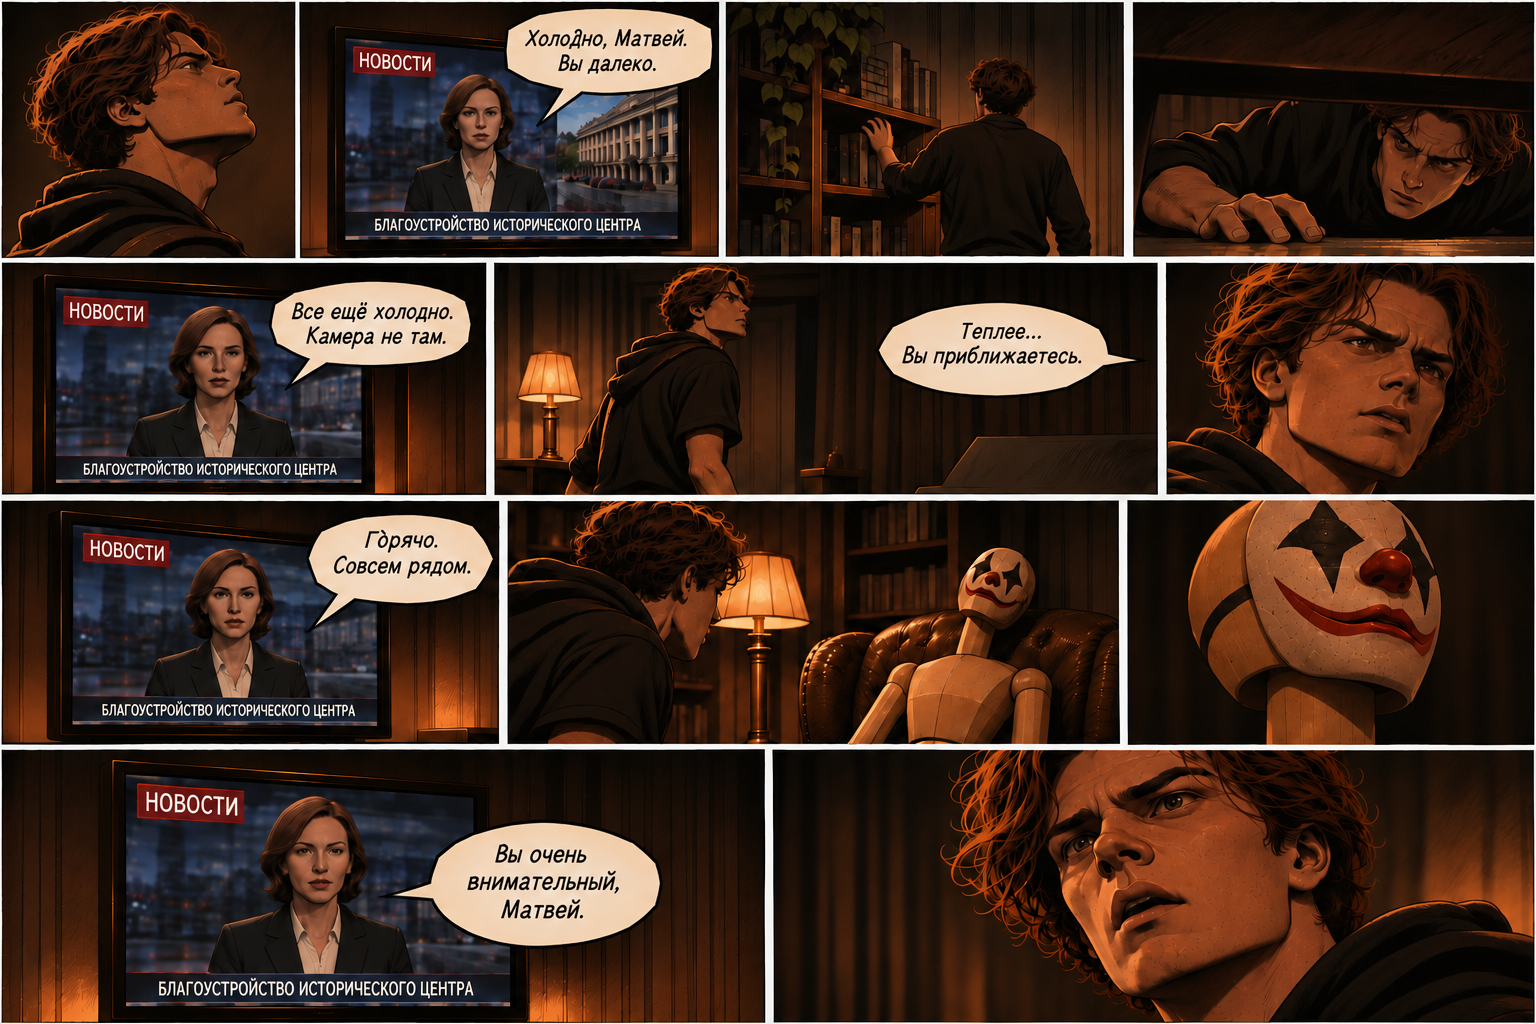 НОВОСТИ
Холодно, Матвей.
Вы далеко.
БЛАГОУСТРОЙСТВО ИСТОРИЧЕСКОГО ЦЕНТРА
НОВОСТИ
Все ещё холодно.
Камера не там.
БЛАГОУСТРОЙСТВО ИСТОРИЧЕСКОГО ЦЕНТРА
Теплее...
Вы приближаетесь.
НОВОСТИ
Горячо.
Совсем рядом.
БЛАГОУСТРОЙСТВО ИСТОРИЧЕСКОГО ЦЕНТРА
НОВОСТИ
Вы очень
внимательный,
Матвей.
БЛАГОУСТРОЙСТВО ИСТОРИЧЕСКОГО ЦЕНТРА